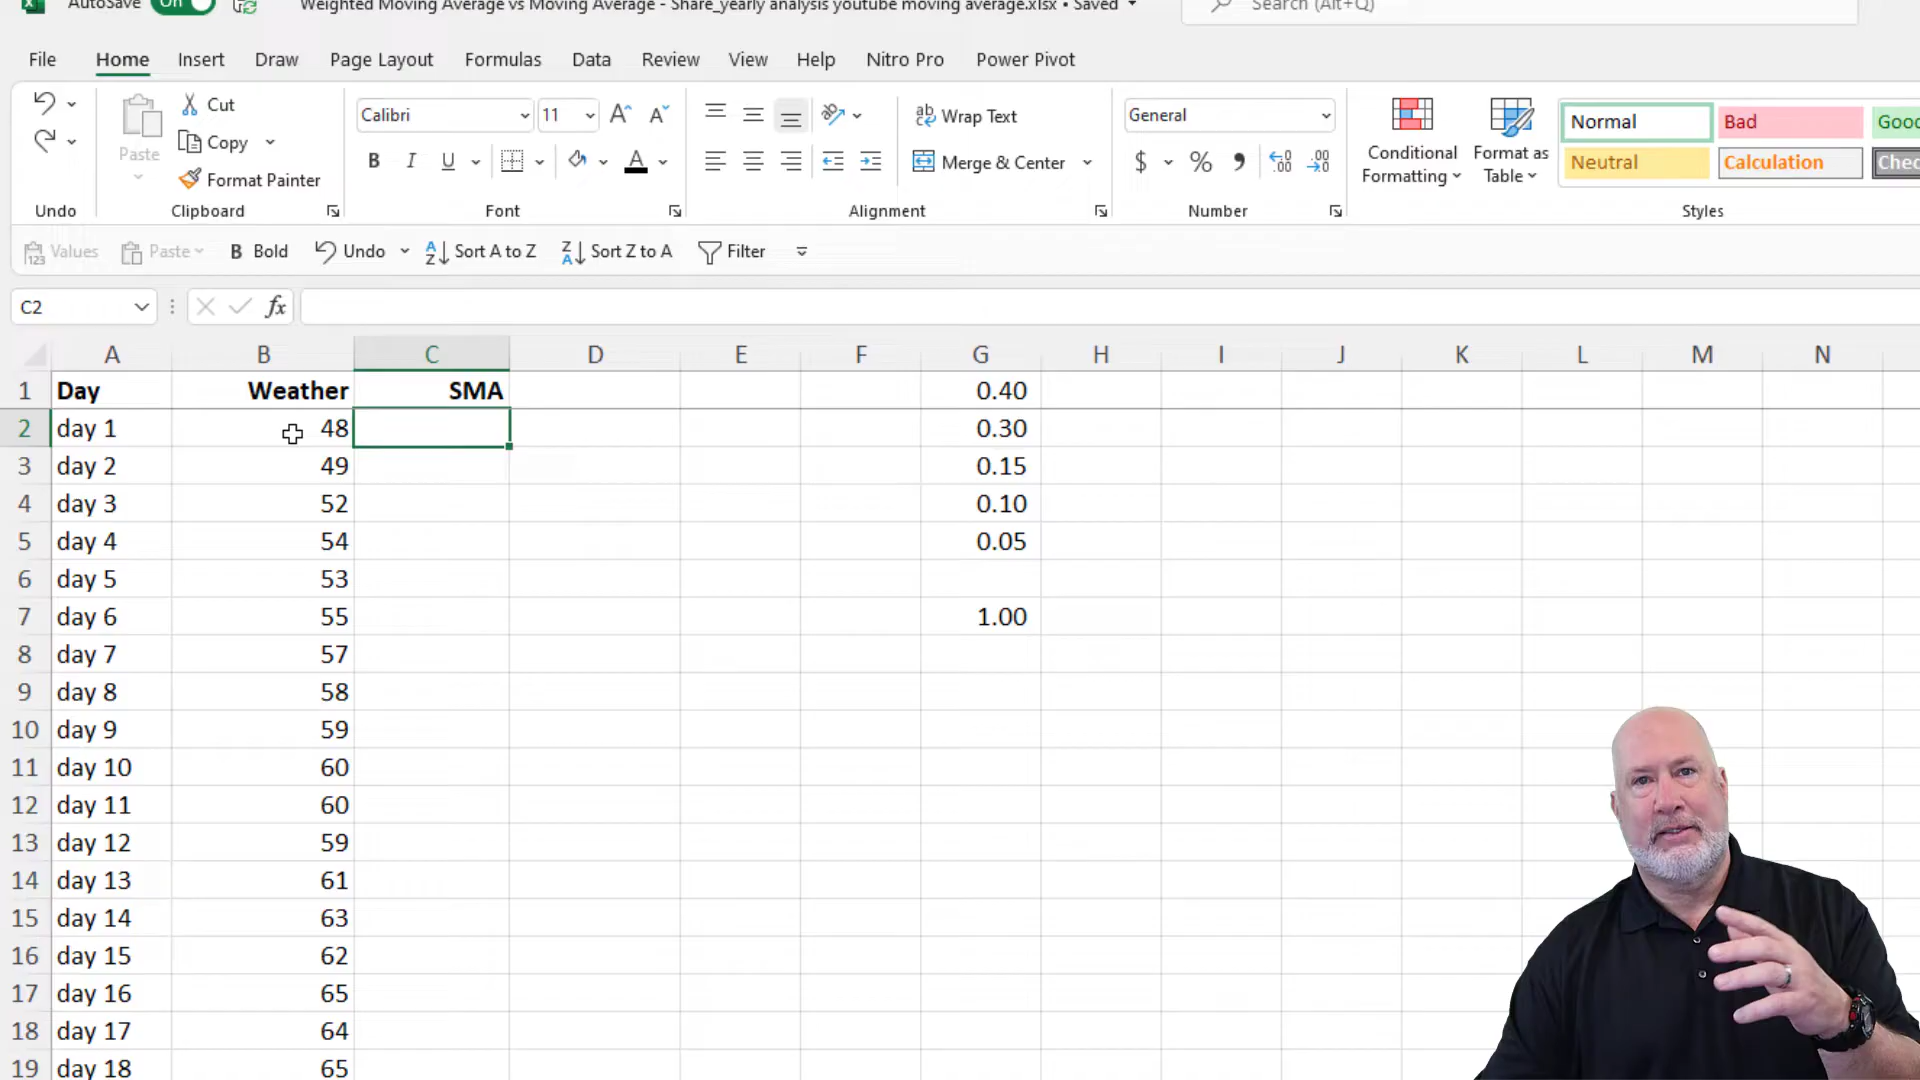 AutoSave On Weighted Moving Average vs Moving Average - Share_yearly analysis youtube moving average.xlsx • Saved Search (Alt+Q)
File Home Insert Draw Page Layout Formulas Data Review View Help Nitro Pro Power Pivot
Cut
Copy
Format Painter
Paste
Calibri 11
B I U A
Wrap Text
Merge & Center
General
$ %
Conditional Formatting
Format as Table
Normal Bad Good
Neutral Calculation Chec
Undo Clipboard Font Alignment Number Styles
Values Paste B Bold Undo Sort A to Z Sort Z to A Filter
C2 fx
A B C D E F G H I J K L M N
1 Day Weather SMA 0.40
2 day 1 48 0.30
3 day 2 49 0.15
4 day 3 52 0.10
5 day 4 54 0.05
6 day 5 53
7 day 6 55 1.00
8 day 7 57
9 day 8 58
10 day 9 59
11 day 10 60
12 day 11 60
13 day 12 59
14 day 13 61
15 day 14 63
16 day 15 62
17 day 16 65
18 day 17 64
19 day 18 65